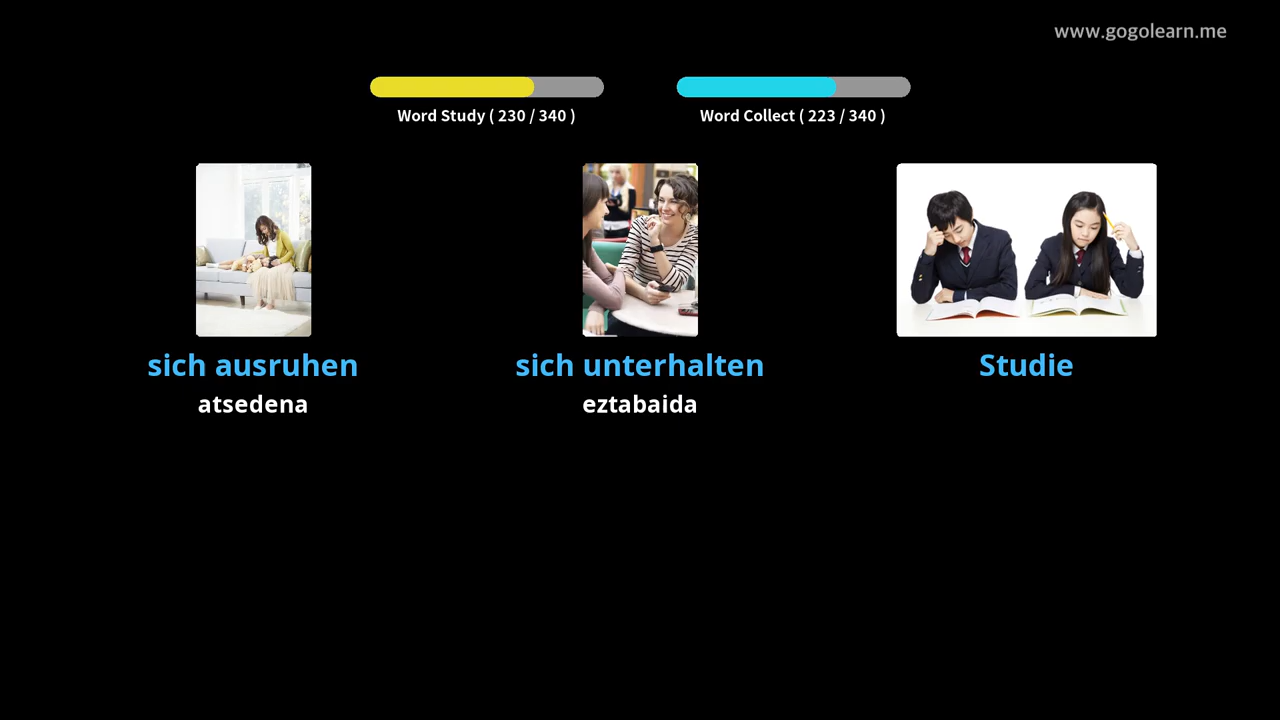 www.gogolearn.me
Word Study ( 230 / 340 )
Word Collect ( 223 / 340 )
sich ausruhen
atsedena
sich unterhalten
eztabaida
Studie